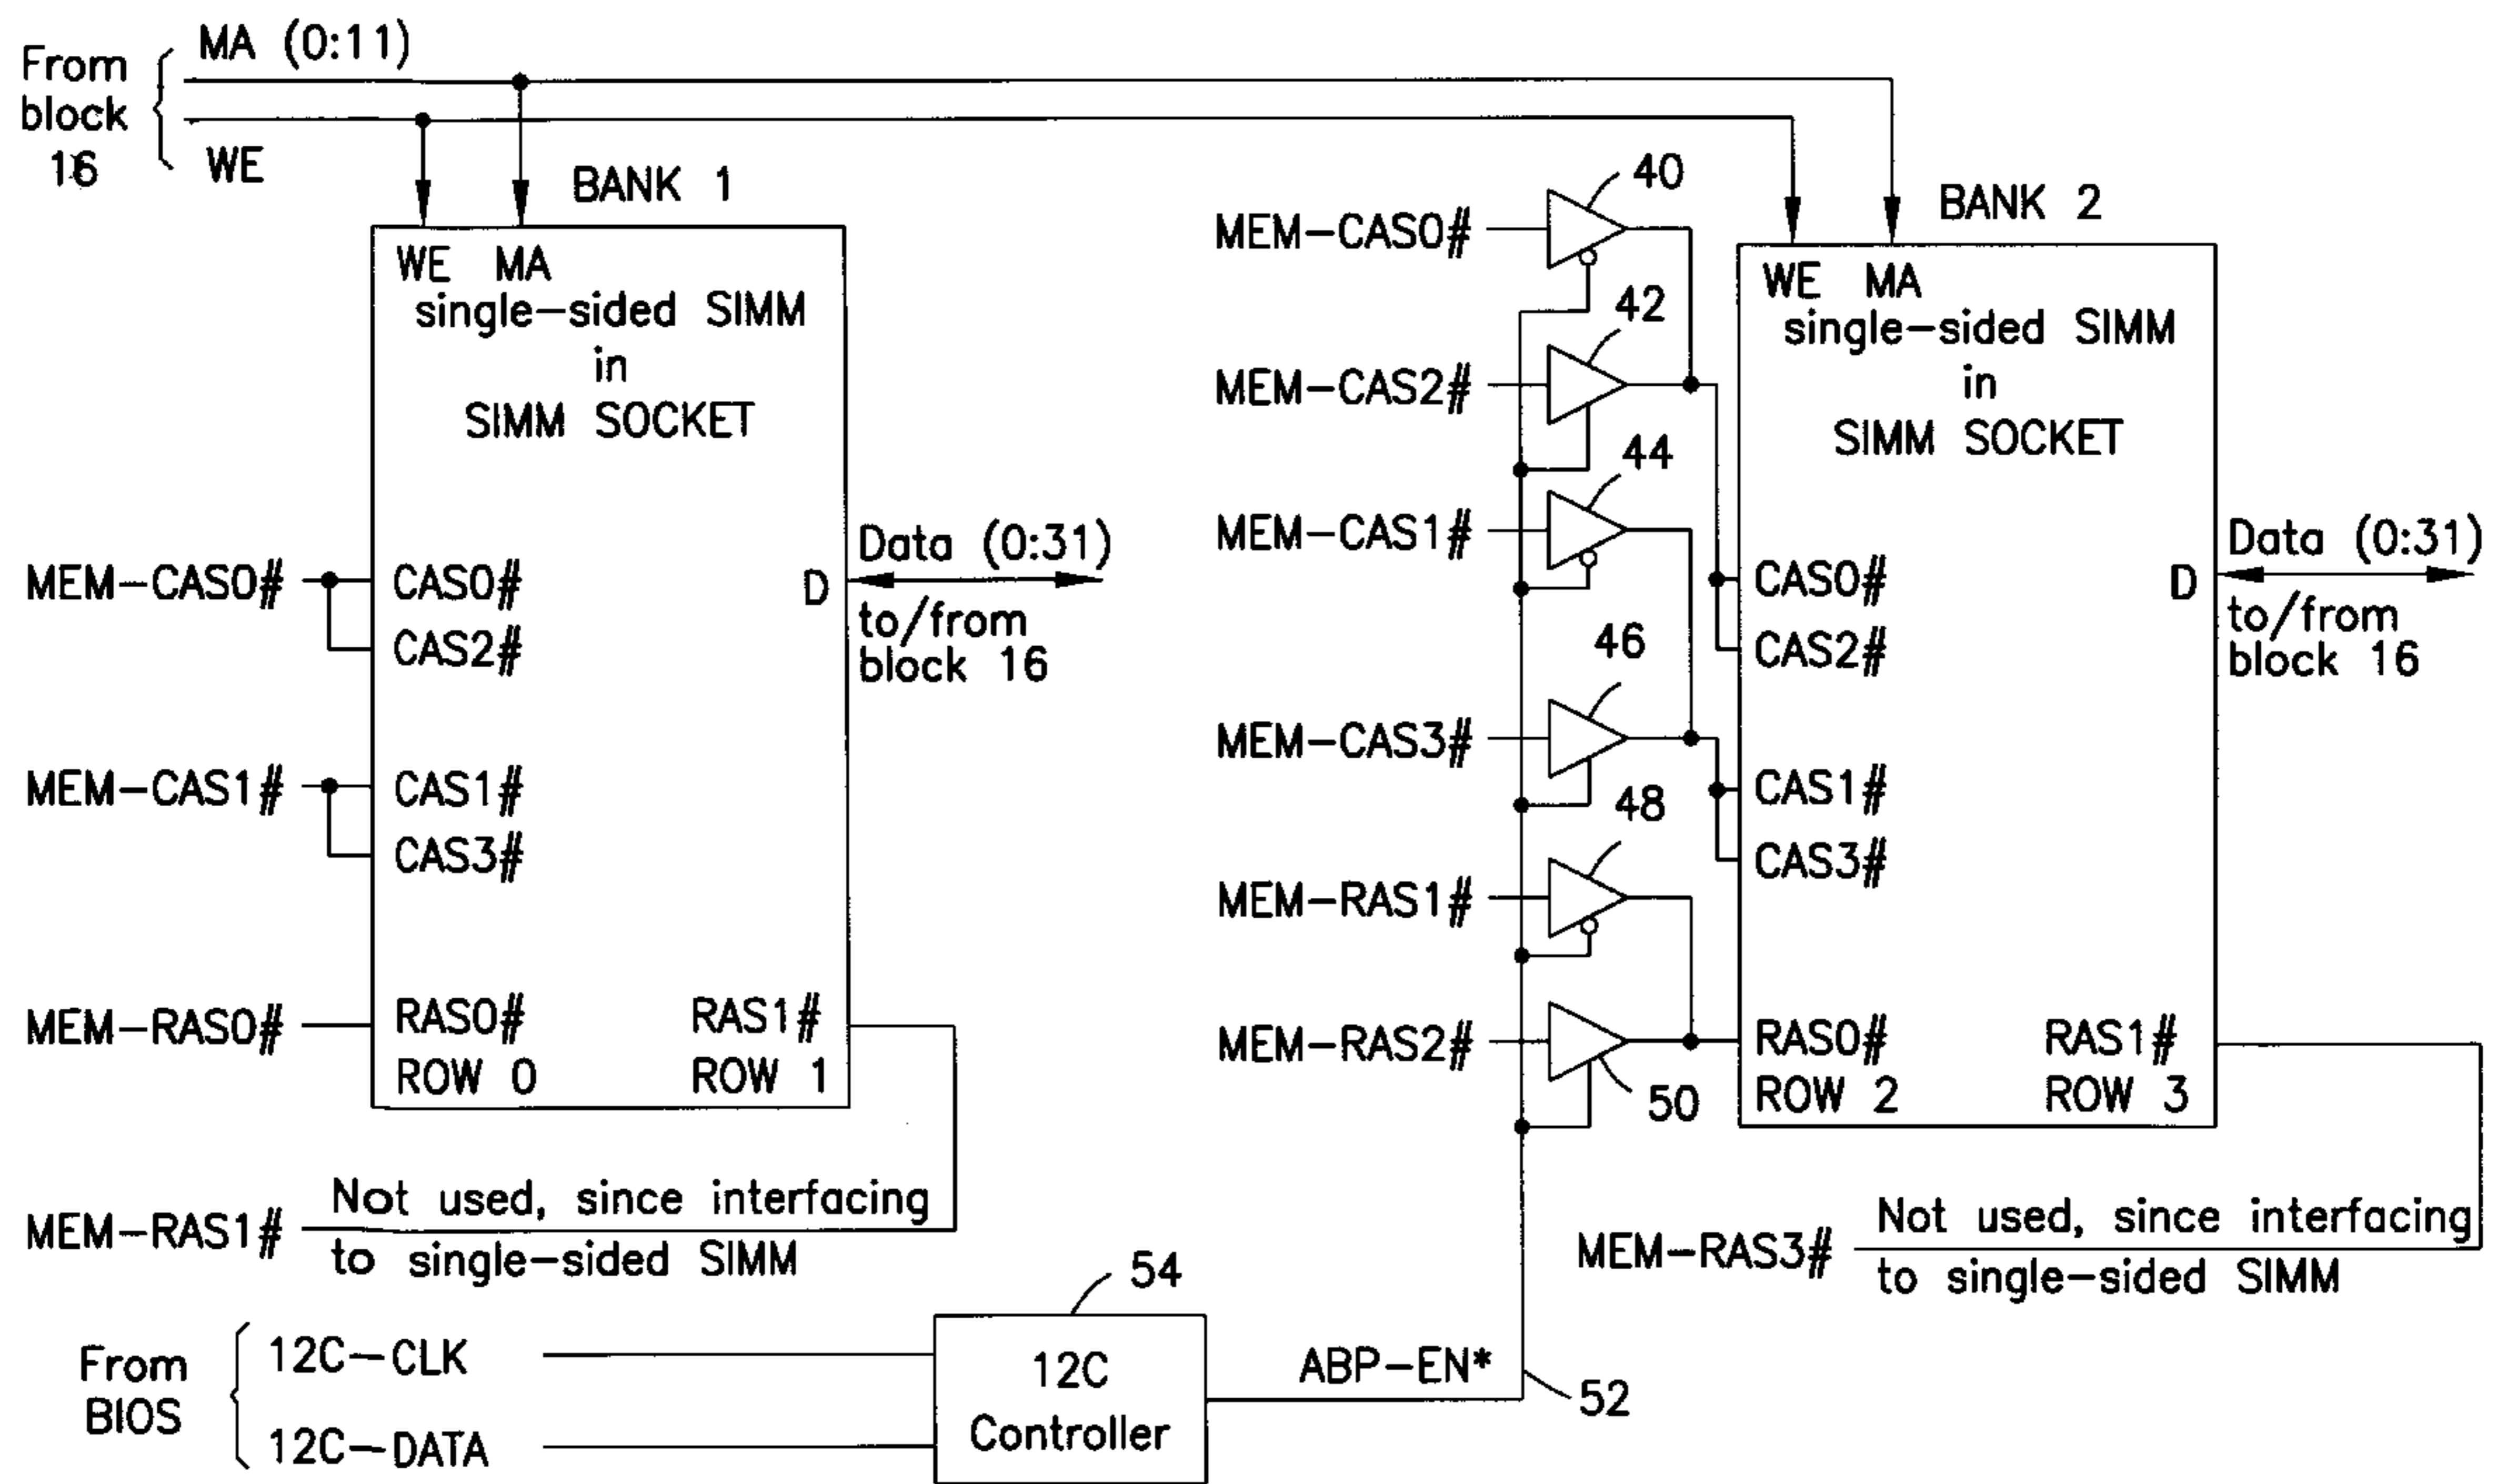 From
block
16
MA (0:11)
WE
BANK 1
WE MA
single-sided SIMM
in
SIMM SOCKET
MEM-CAS0#
CAS0#
CAS2#
MEM-CAS1#
CAS1#
CAS3#
MEM-RAS0#
RAS0#
ROW 0
RAS1#
ROW 1
D
Data (0:31)
to/from
block 16
MEM-RAS1#
Not used, since interfacing
to single-sided SIMM
MEM-CAS0#
40
MEM-CAS2#
42
MEM-CAS1#
44
MEM-CAS3#
46
MEM-RAS1#
48
MEM-RAS2#
50
BANK 2
WE MA
single-sided SIMM
in
SIMM SOCKET
CAS0#
CAS2#
CAS1#
CAS3#
RAS0#
ROW 2
RAS1#
ROW 3
D
Data (0:31)
to/from
block 16
MEM-RAS3#
Not used, since interfacing
to single-sided SIMM
From
BIOS
12C-CLK
12C-DATA
54
12C
Controller
ABP-EN*
52